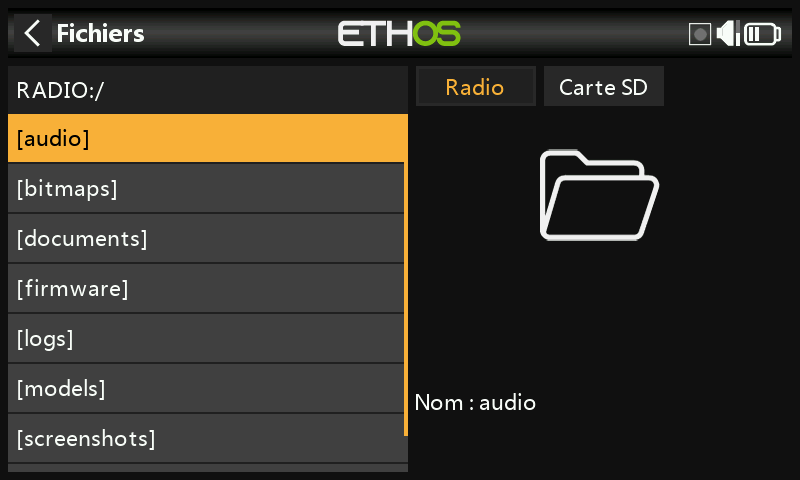 Fichiers
ETHOS
RADIO:/
Radio
Carte SD
[audio]
[bitmaps]
[documents]
[firmware]
[logs]
[models]
[screenshots]
Nom : audio